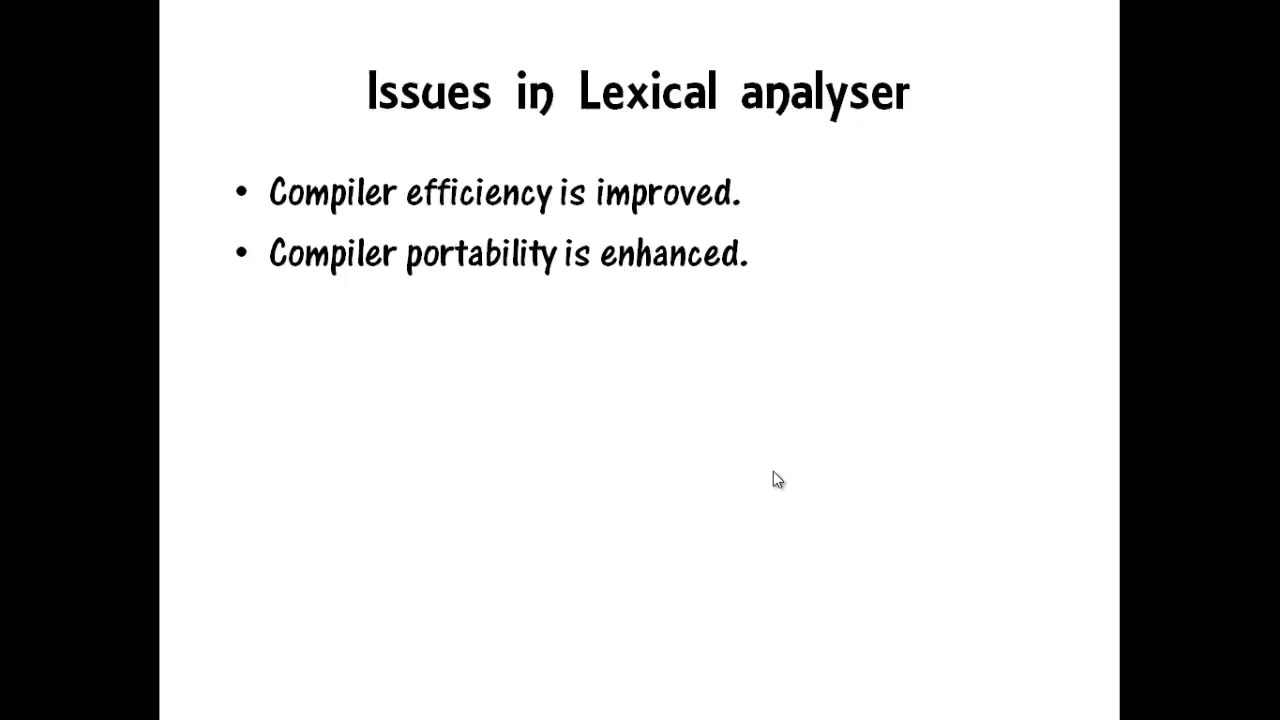 Issues in Lexical analyser
• Compiler efficiency is improved.
• Compiler portability is enhanced.